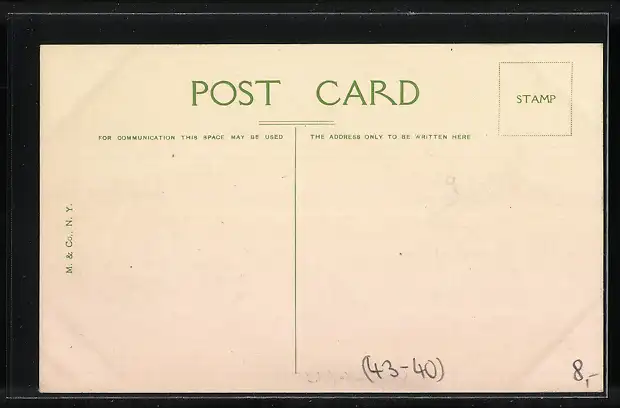 POST CARD
STAMP
FOR COMMUNICATION THIS SPACE MAY BE USED
THE ADDRESS ONLY TO BE WRITTEN HERE
M. & Co., N. Y.
(43-40)
8,-